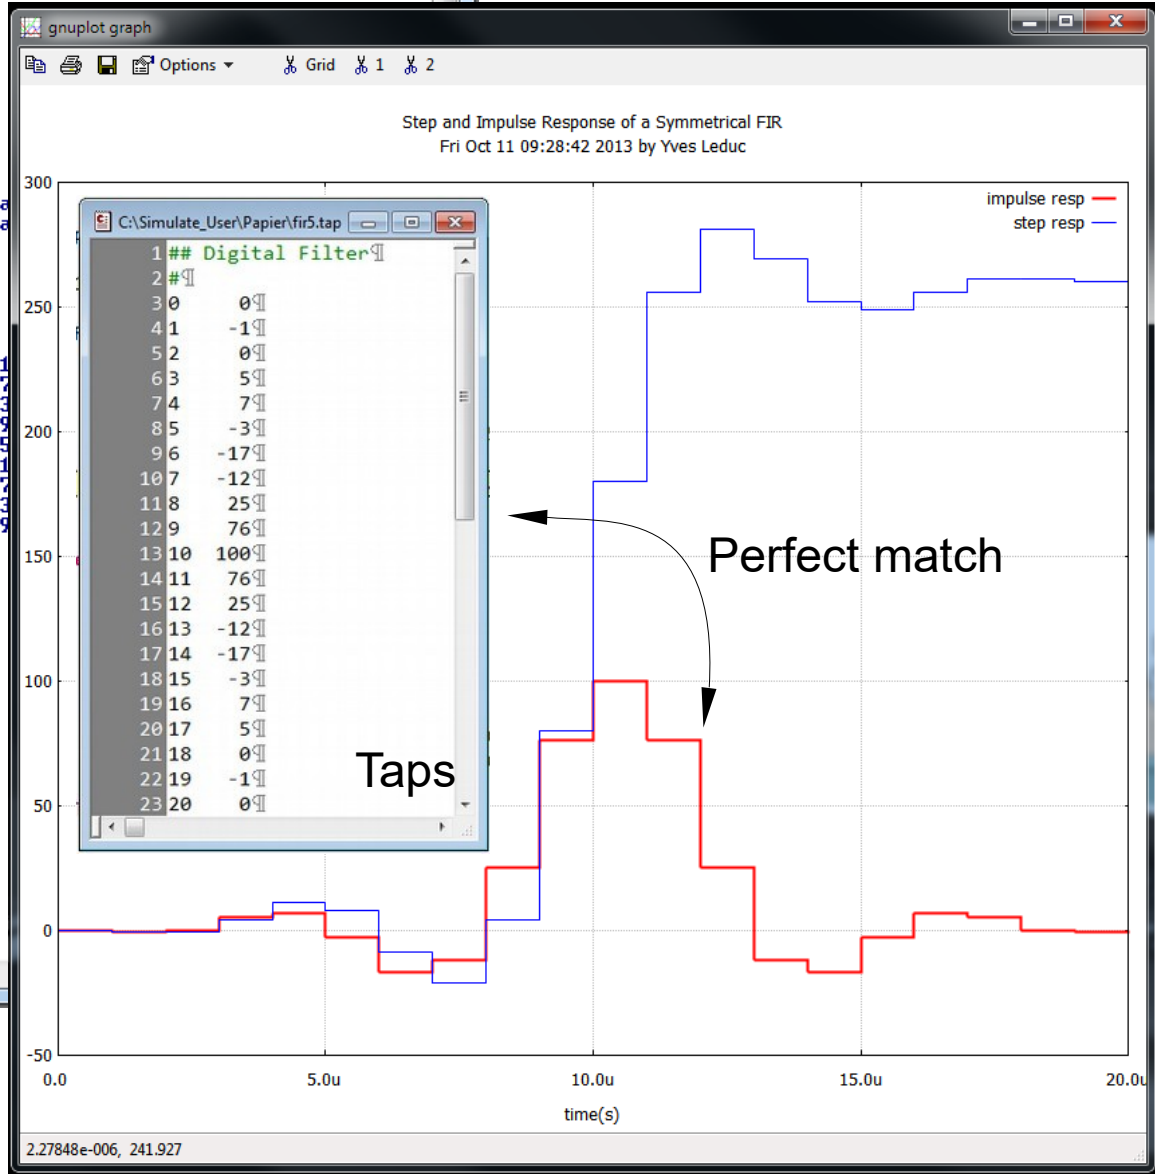 gnuplot graph
Options Grid 1 2
Step and Impulse Response of a Symmetrical FIR
Fri Oct 11 09:28:42 2013 by Yves Leduc
300
250
200
150
100
50
0
-50
impulse resp
step resp
C:\Simulate_User\Papier\fir5.tap
1 ## Digital Filter¶
2 #¶
3 0 0¶
4 1 -1¶
5 2 0¶
6 3 5¶
7 4 7¶
8 5 -3¶
9 6 -17¶
10 7 -12¶
11 8 25¶
12 9 76¶
13 10 100¶
14 11 76¶
15 12 25¶
16 13 -12¶
17 14 -17¶
18 15 -3¶
19 16 7¶
20 17 5¶
21 18 0¶
22 19 -1¶
23 20 0¶
Taps
Perfect match
0.0 5.0u 10.0u 15.0u 20.0u
time(s)
2.27848e-006, 241.927